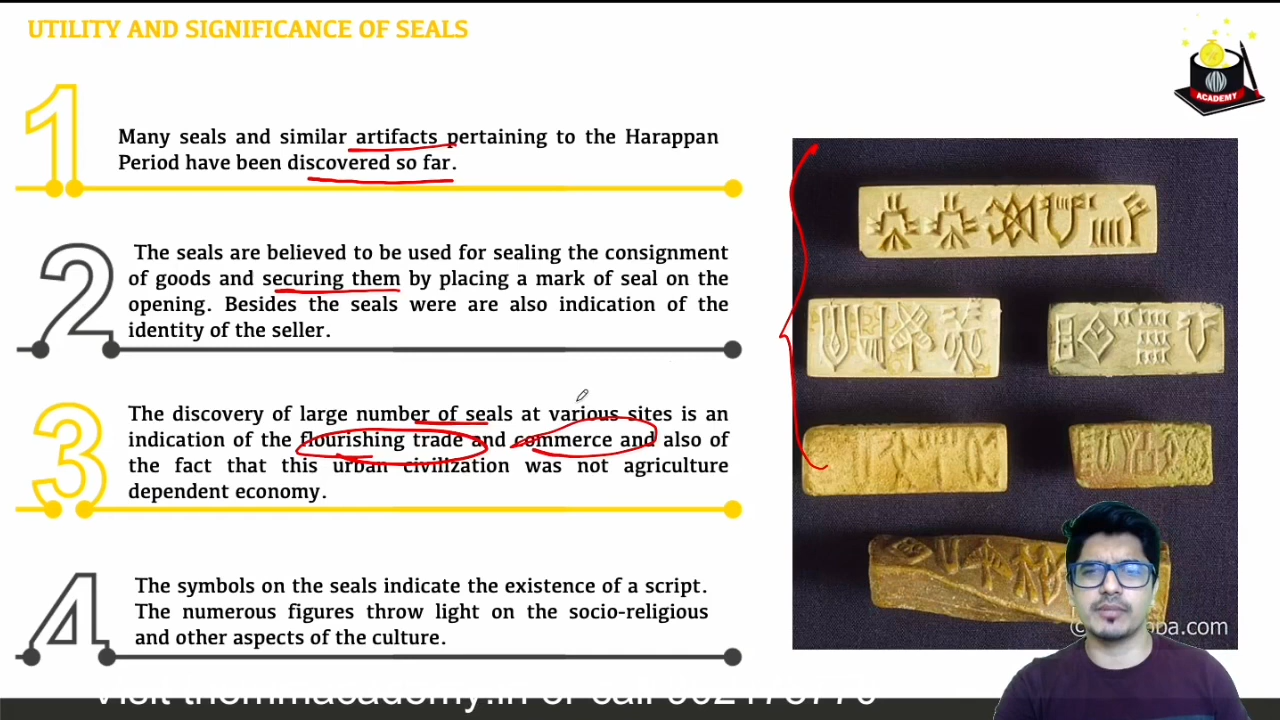 UTILITY AND SIGNIFICANCE OF SEALS
ACADEMY
1
Many seals and similar artifacts pertaining to the Harappan
Period have been discovered so far.
2
The seals are believed to be used for sealing the consignment
of goods and securing them by placing a mark of seal on the
opening. Besides the seals were are also indication of the
identity of the seller.
3
The discovery of large number of seals at various sites is an
indication of the flourishing trade and commerce and also of
the fact that this urban civilization was not agriculture
dependent economy.
4
The symbols on the seals indicate the existence of a script.
The numerous figures throw light on the socio-religious
and other aspects of the culture.
or call